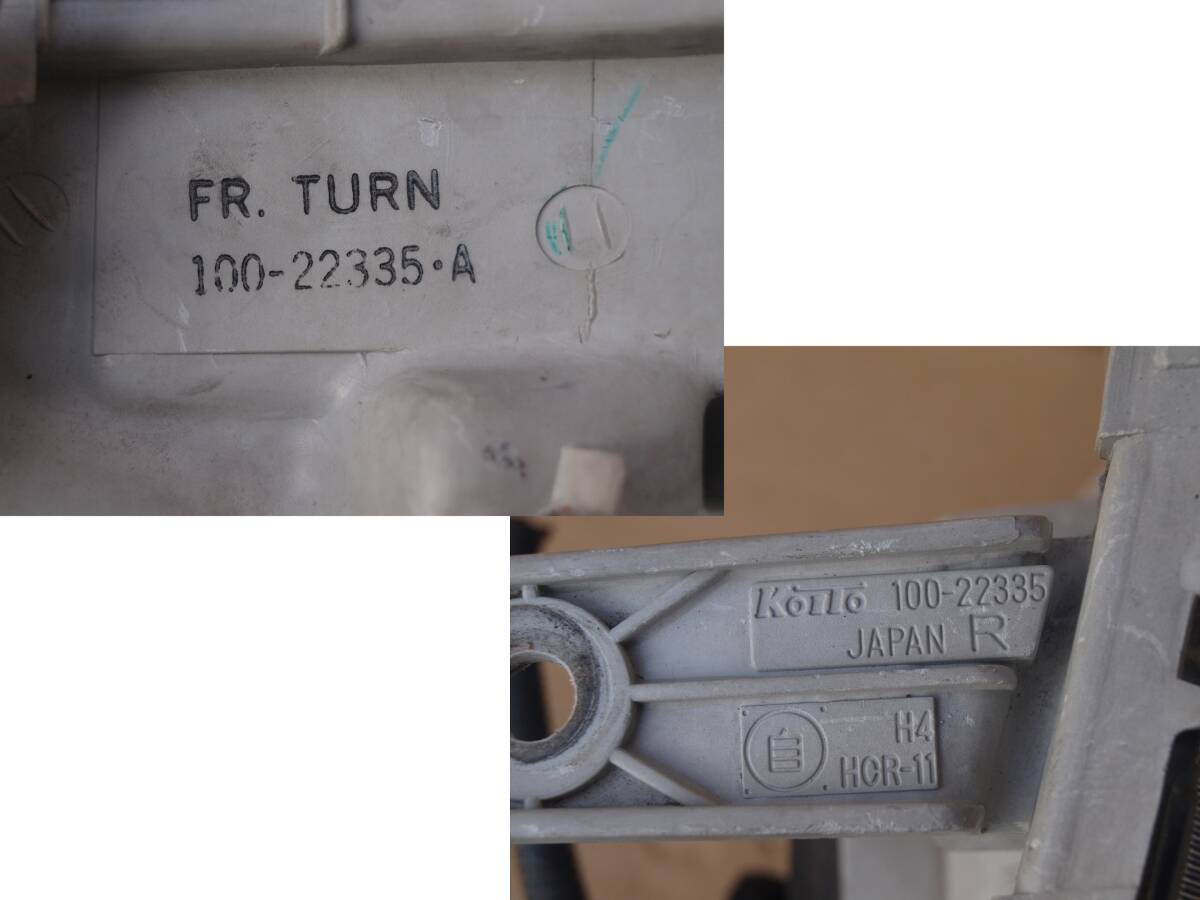 FR. TURN
100-22335·A
KOITO 100-22335
JAPAN R
自 H4
HCR-11